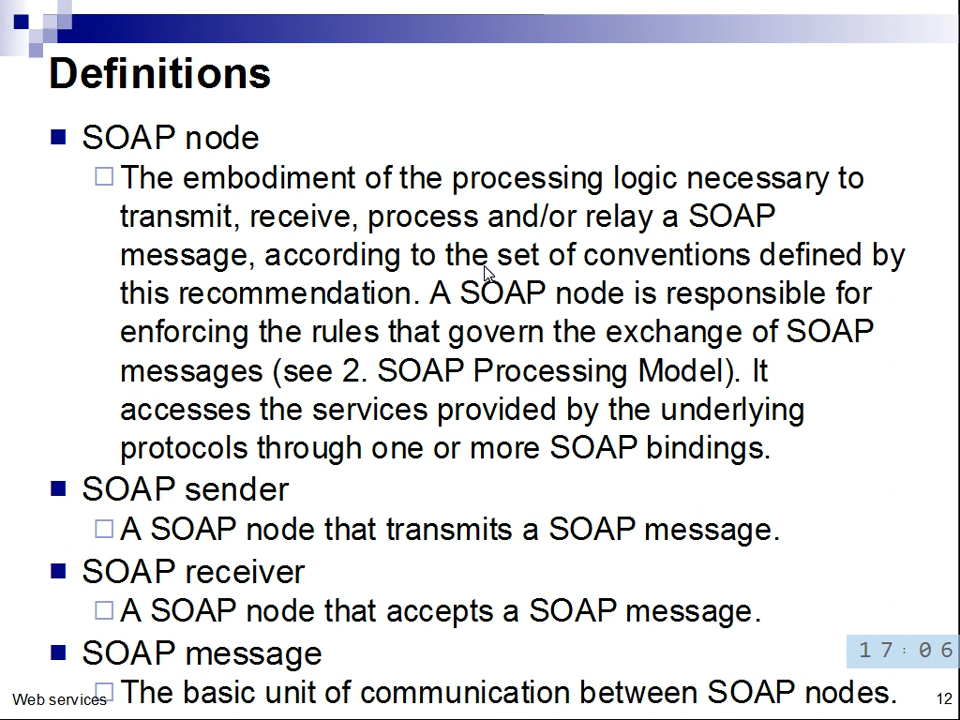 Definitions
SOAP node
The embodiment of the processing logic necessary to
transmit, receive, process and/or relay a SOAP
message, according to the set of conventions defined by
this recommendation. A SOAP node is responsible for
enforcing the rules that govern the exchange of SOAP
messages (see 2. SOAP Processing Model). It
accesses the services provided by the underlying
protocols through one or more SOAP bindings.
SOAP sender
A SOAP node that transmits a SOAP message.
SOAP receiver
A SOAP node that accepts a SOAP message.
SOAP message
17:06
The basic unit of communication between SOAP nodes.
Web services
12